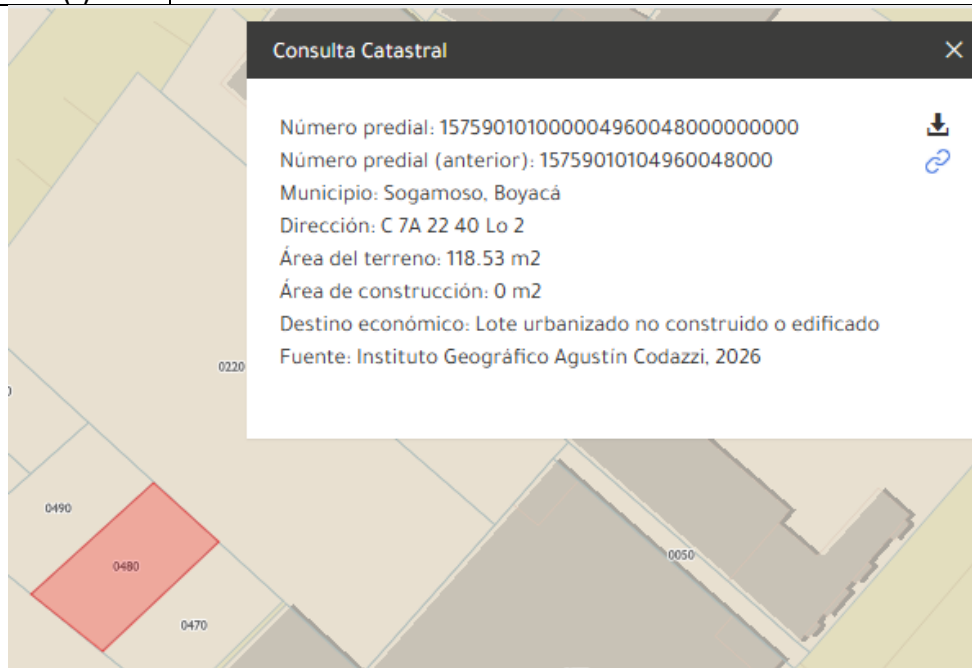 Consulta Catastral
Número predial: 157590101000004960048000000000
Número predial (anterior): 15759010104960048000
Municipio: Sogamoso, Boyacá
Dirección: C 7A 22 40 Lo 2
Área del terreno: 118.53 m2
Área de construcción: 0 m2
Destino económico: Lote urbanizado no construido o edificado
Fuente: Instituto Geográfico Agustín Codazzi, 2026
0220
0490
0480
0050
0470